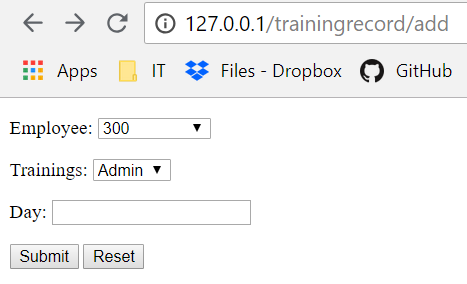 127.0.0.1/trainingrecord/add
Apps IT Files - Dropbox GitHub
Employee: 300
Trainings: Admin
Day:
Submit Reset